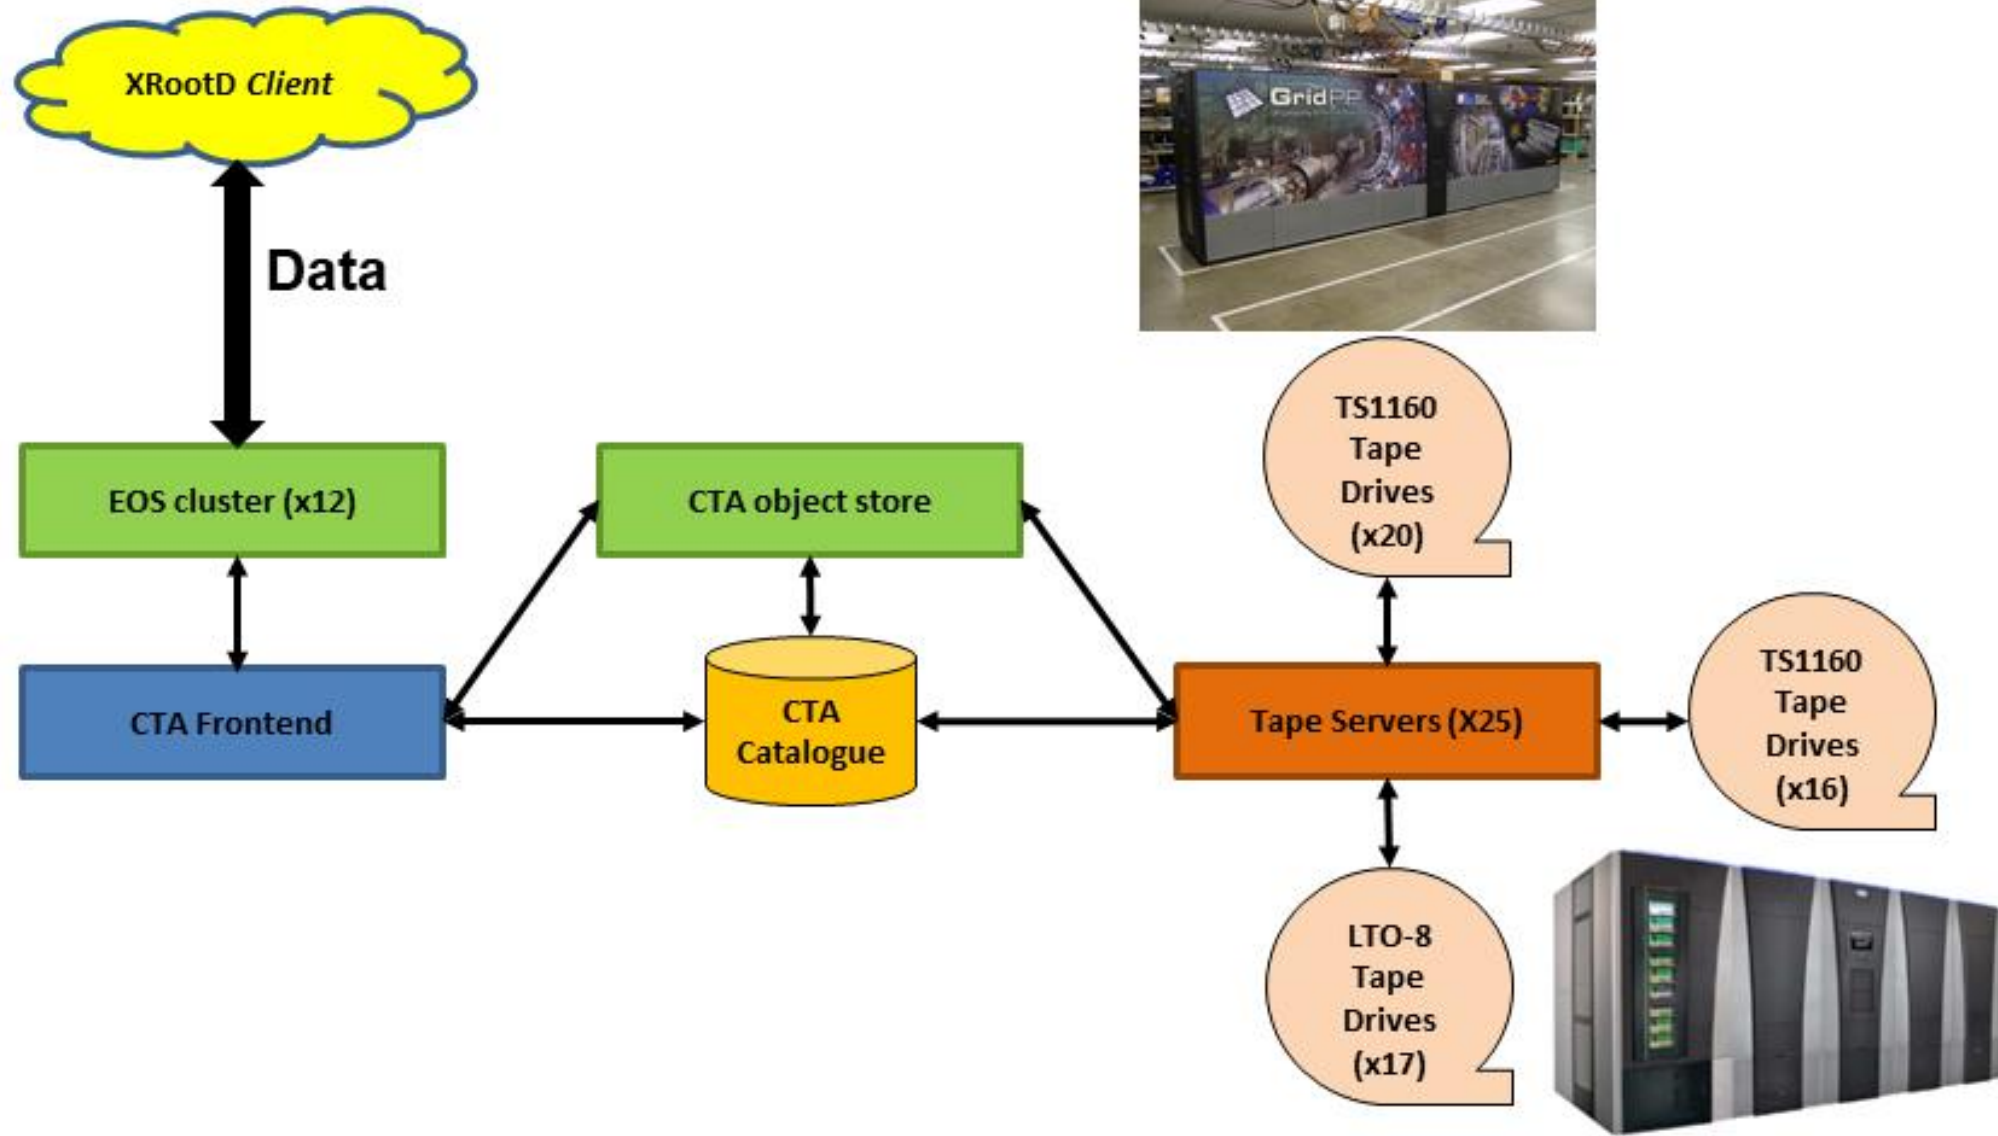 XRootD Client
Data
GridPP
EOS cluster (x12)
CTA object store
TS1160
Tape
Drives
(x20)
CTA Frontend
CTA
Catalogue
Tape Servers (X25)
TS1160
Tape
Drives
(x16)
LTO-8
Tape
Drives
(x17)